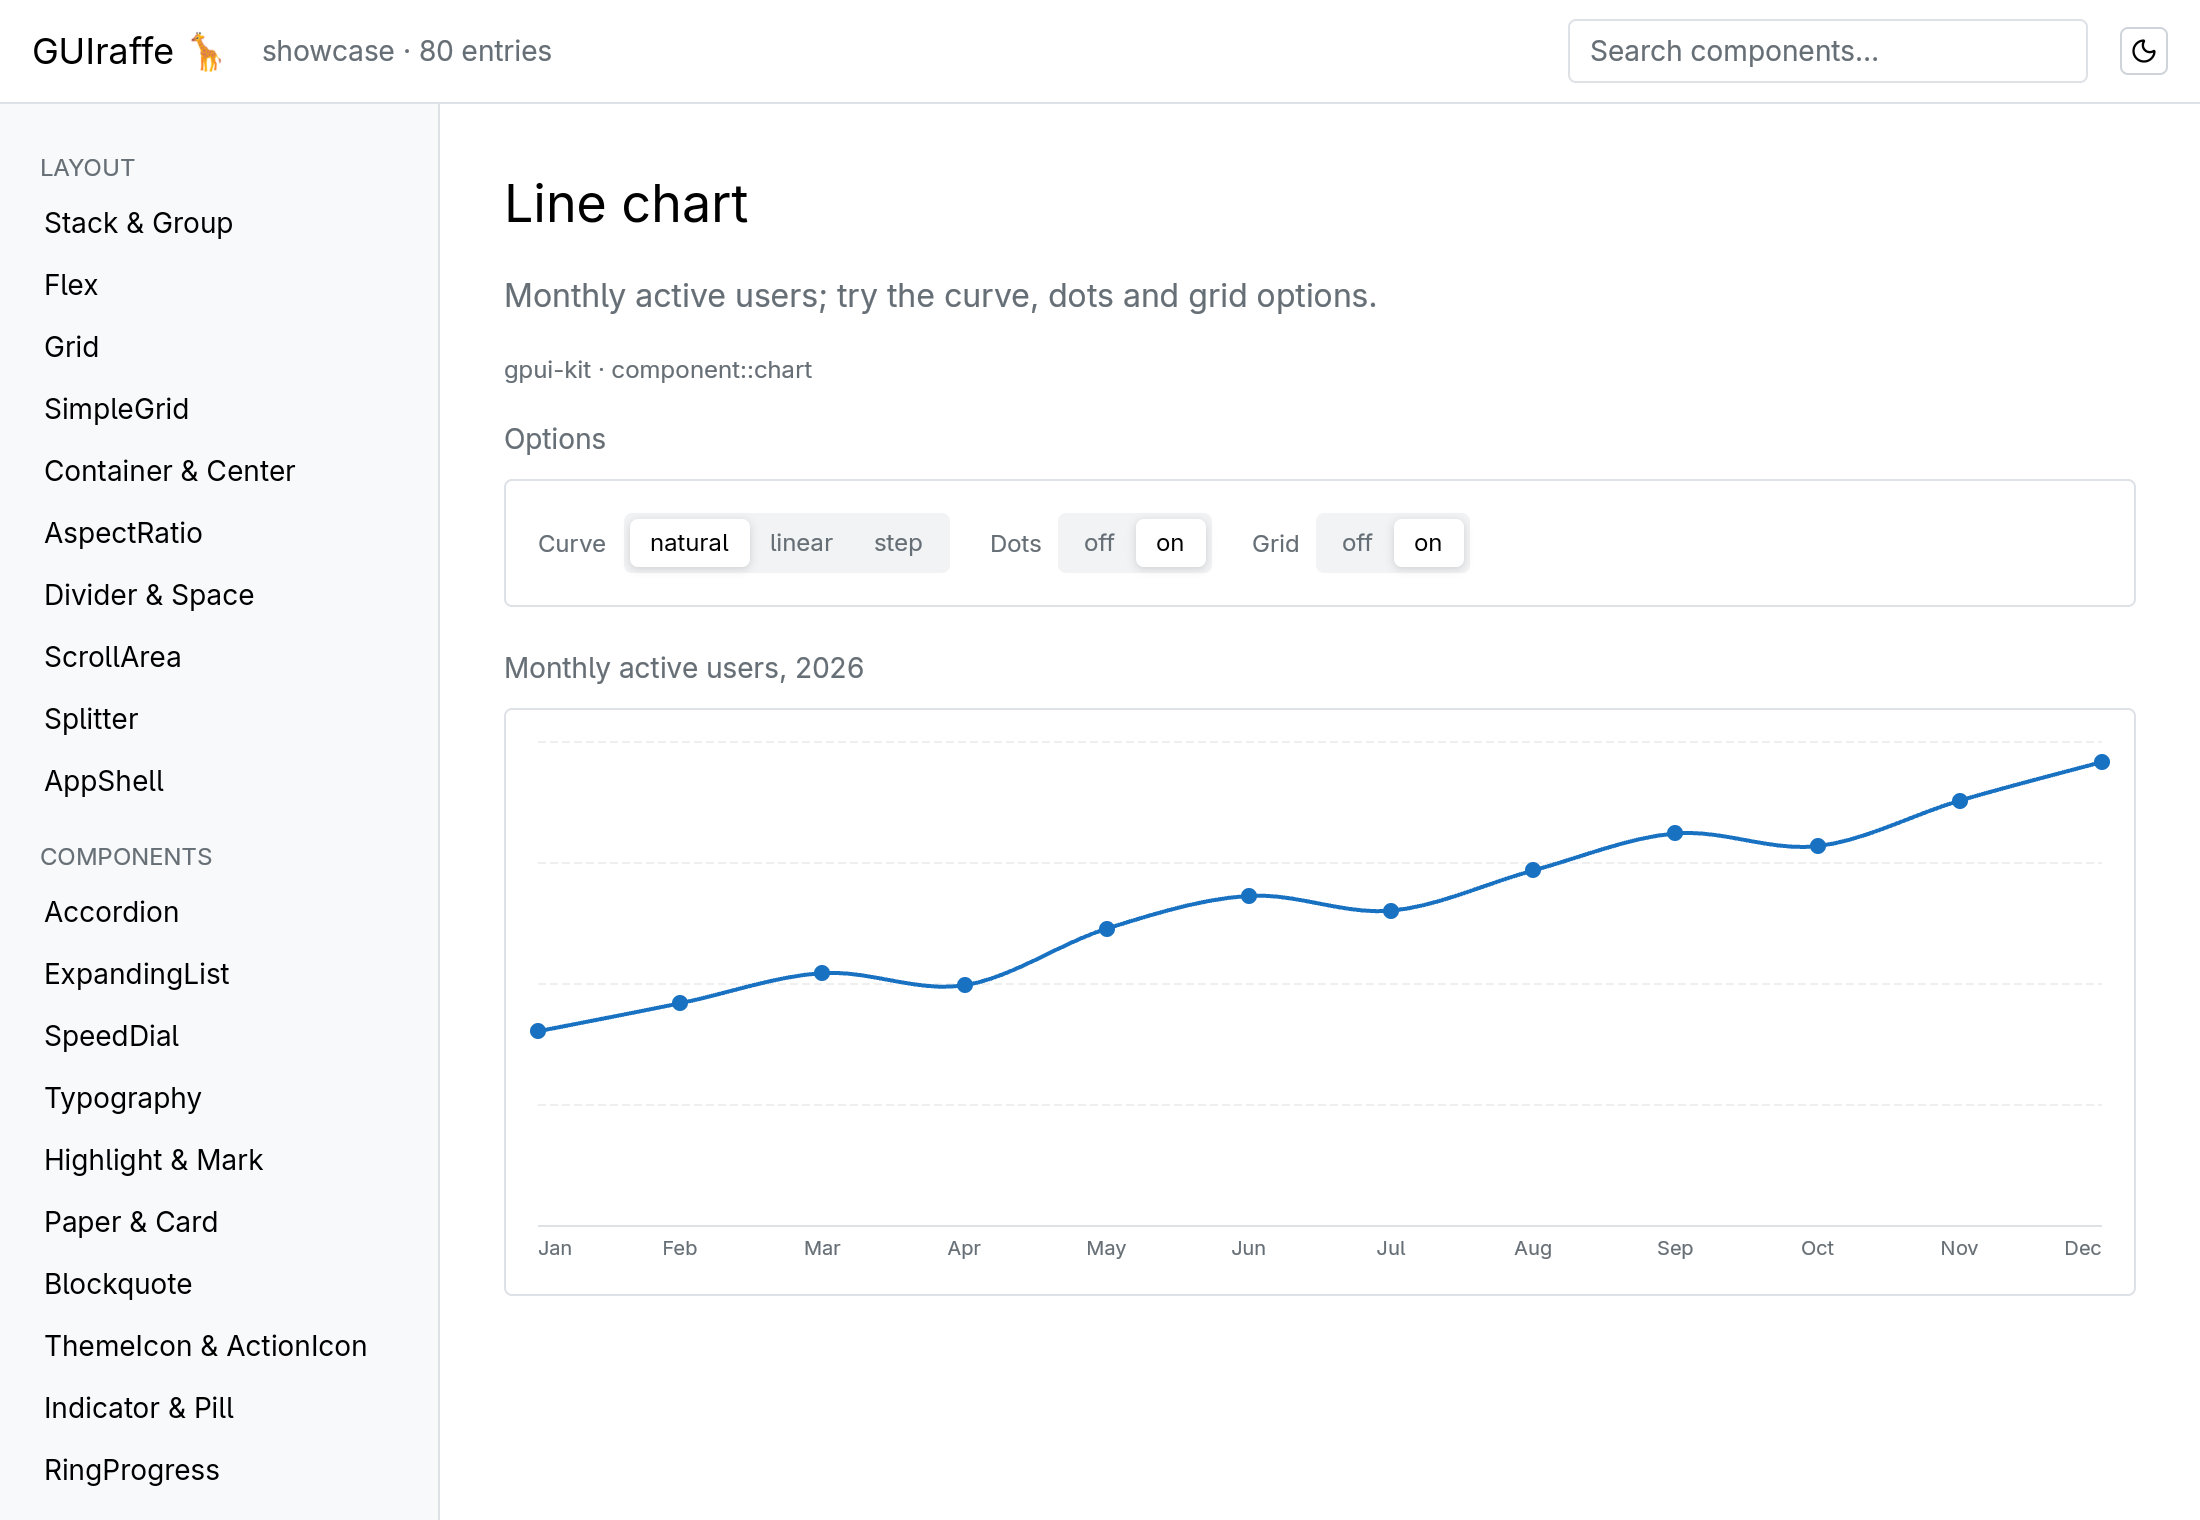 GUIraffe 🦒 showcase · 80 entries Search components...
LAYOUT
Stack & Group
Flex
Grid
SimpleGrid
Container & Center
AspectRatio
Divider & Space
ScrollArea
Splitter
AppShell
COMPONENTS
Accordion
ExpandingList
SpeedDial
Typography
Highlight & Mark
Paper & Card
Blockquote
ThemeIcon & ActionIcon
Indicator & Pill
RingProgress
Line chart
Monthly active users; try the curve, dots and grid options.
gpui-kit · component::chart
Options
Curve natural linear step Dots off on Grid off on
Monthly active users, 2026
Jan Feb Mar Apr May Jun Jul Aug Sep Oct Nov Dec